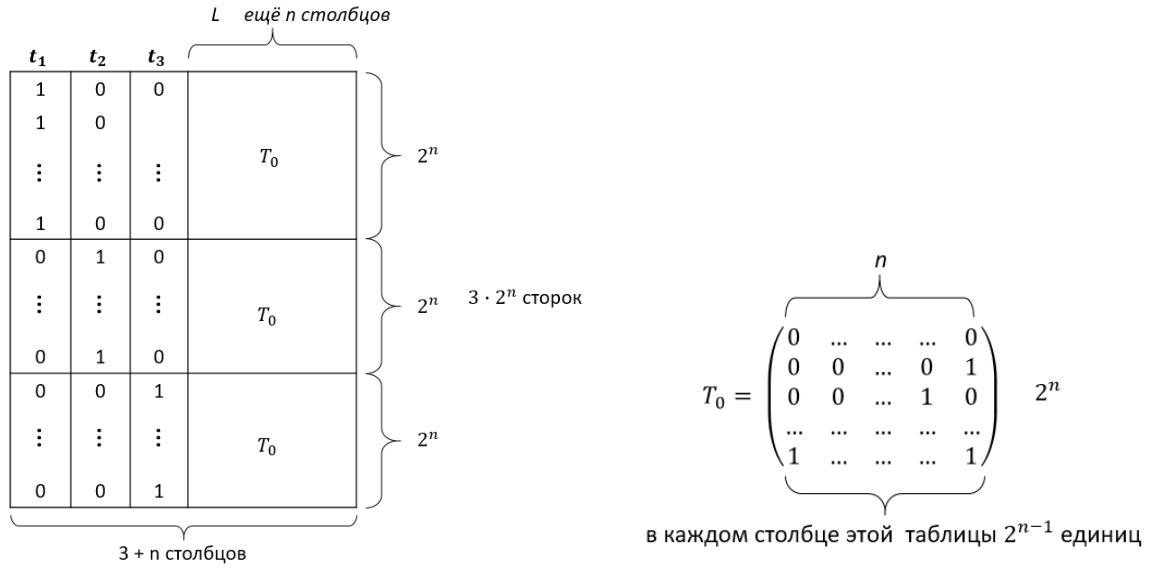 L ещё n столбцов
t₁ t₂ t₃
1 0 0
1 0
⋮ ⋮ ⋮
T₀
2ⁿ
1 0 0
0 1 0
⋮ ⋮ ⋮
T₀
2ⁿ
3 · 2ⁿ сторок
0 1 0
0 0 1
⋮ ⋮ ⋮
T₀
2ⁿ
0 0 1
3 + n столбцов
n
0 ... ... ... 0
0 0 ... 0 1
T₀ =
0 0 ... 1 0
2ⁿ
... ... ... ... ...
1 ... ... ... 1
в каждом столбце этой таблицы 2ⁿ⁻¹ единиц